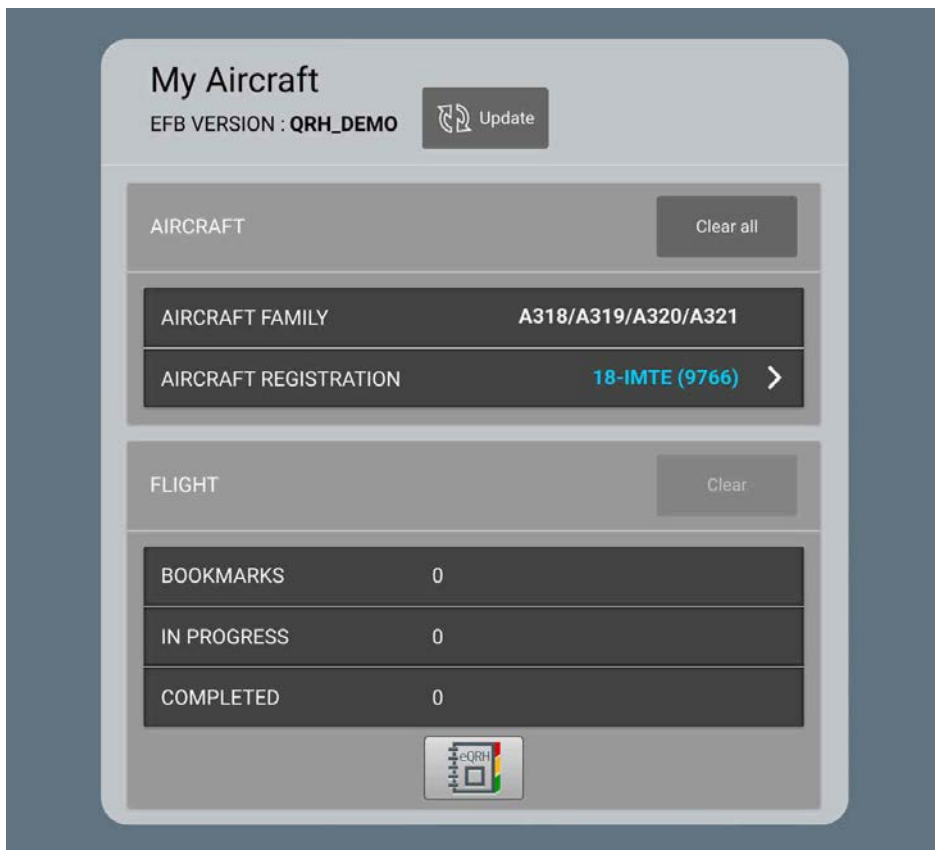 My Aircraft
EFB VERSION : QRH_DEMO
Update
AIRCRAFT
Clear all
AIRCRAFT FAMILY A318/A319/A320/A321
AIRCRAFT REGISTRATION 18-IMTE (9766)
FLIGHT
Clear
BOOKMARKS 0
IN PROGRESS 0
COMPLETED 0
eQRH